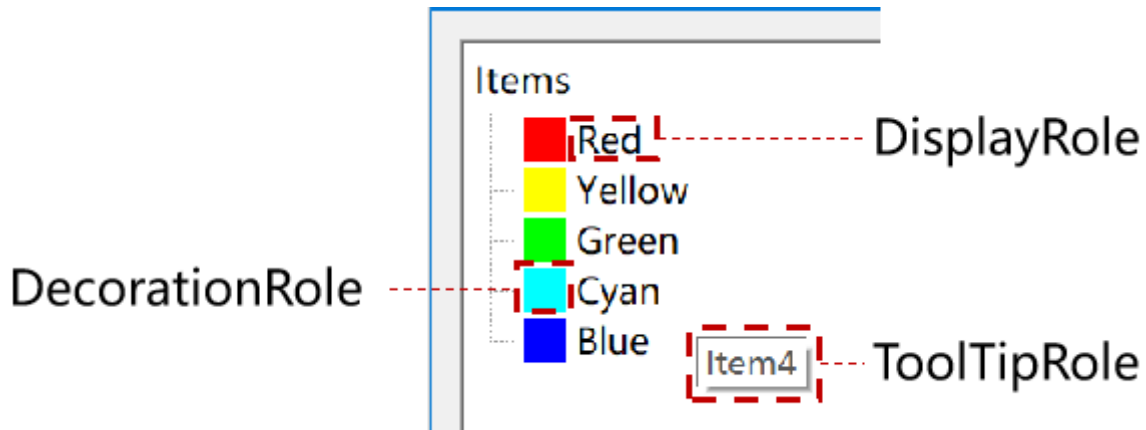 Items
Red
DisplayRole
Yellow
Green
DecorationRole
Cyan
Blue
Item4
ToolTipRole